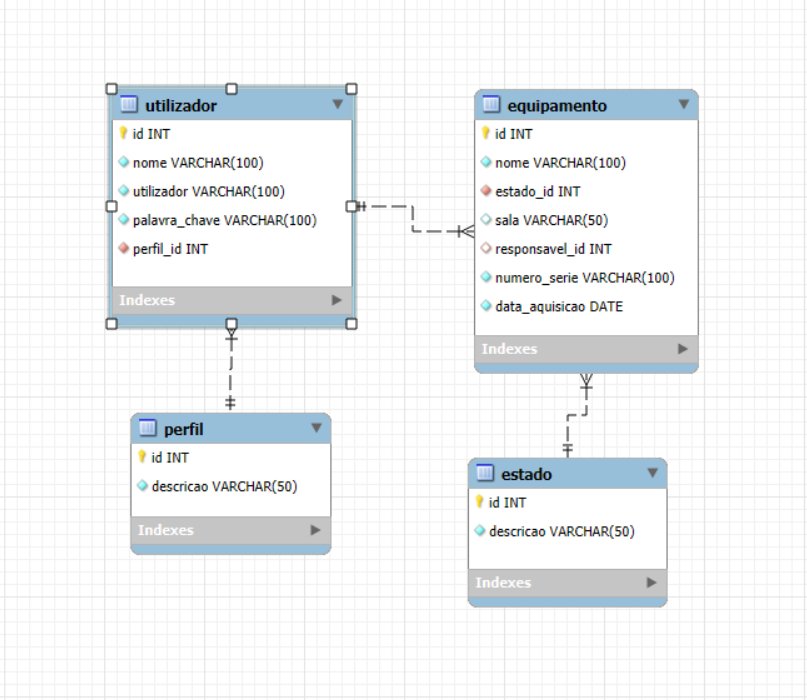 utilizador
id INT
nome VARCHAR(100)
utilizador VARCHAR(100)
palavra_chave VARCHAR(100)
perfil_id INT
Indexes
equipamento
id INT
nome VARCHAR(100)
estado_id INT
sala VARCHAR(50)
responsavel_id INT
numero_serie VARCHAR(100)
data_aquisicao DATE
Indexes
perfil
id INT
descricao VARCHAR(50)
Indexes
estado
id INT
descricao VARCHAR(50)
Indexes